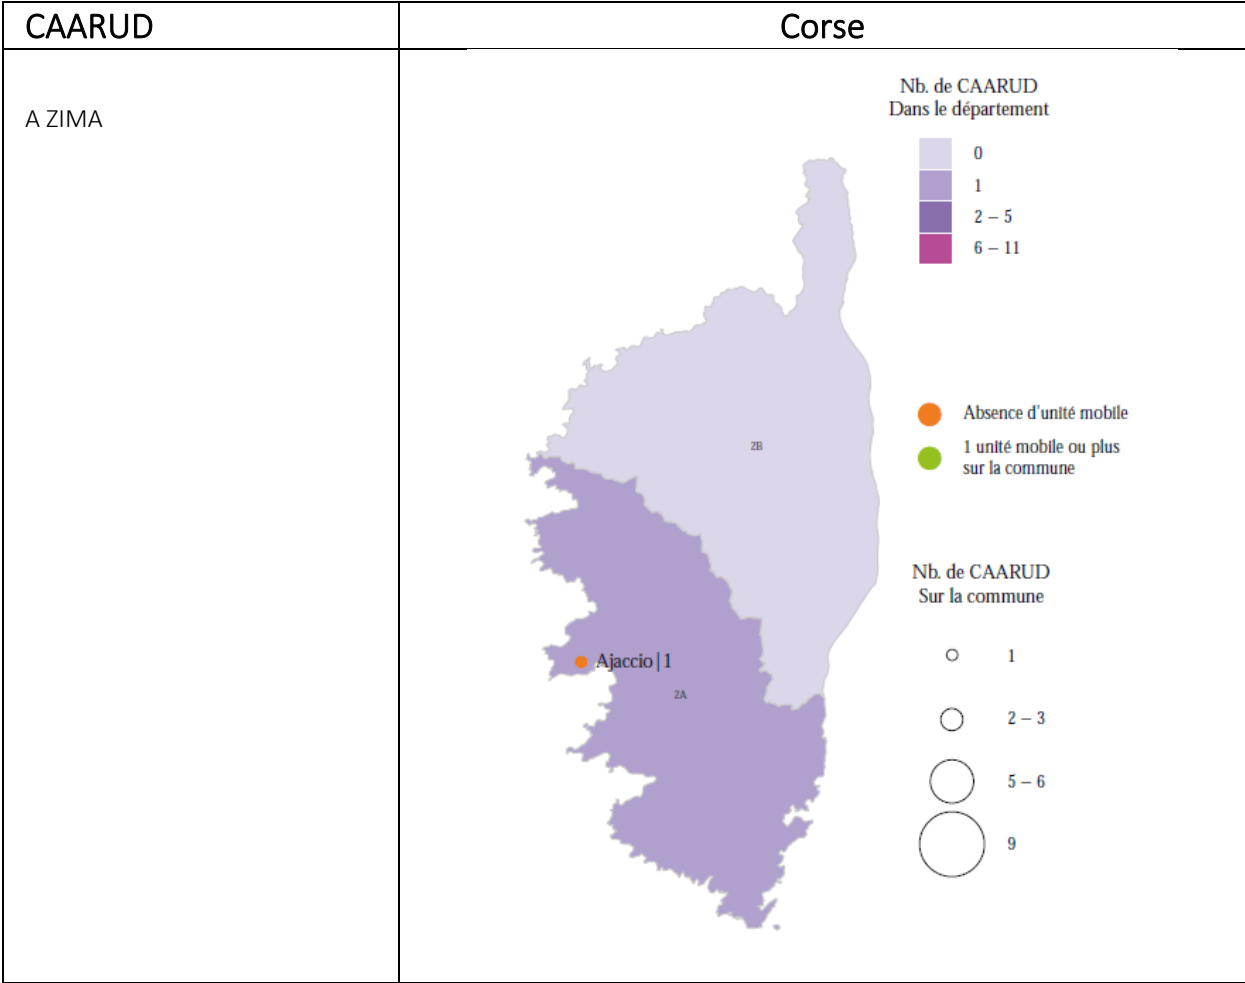 CAARUD
Corse
A ZIMA
Nb. de CAARUD
Dans le département
0
1
2 – 5
6 – 11
Absence d'unité mobile
1 unité mobile ou plus
sur la commune
2B
Nb. de CAARUD
Sur la commune
1
2 – 3
5 – 6
9
Ajaccio|1
2A